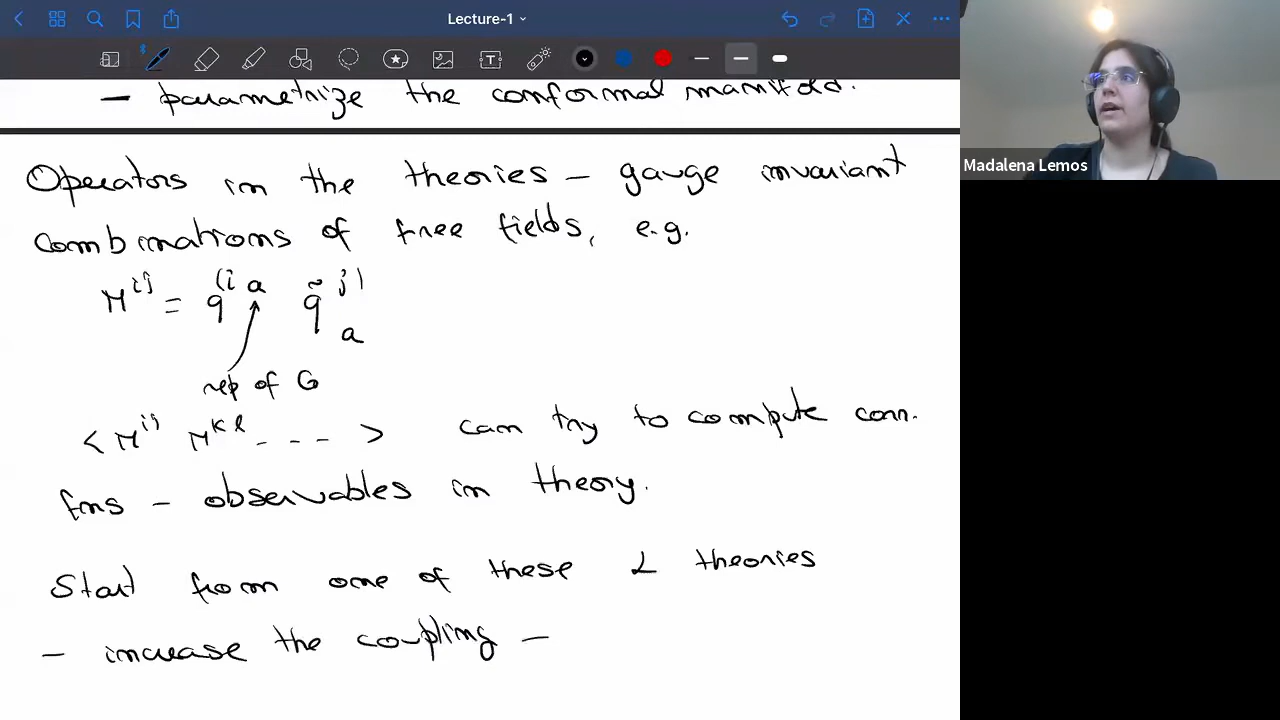 Lecture-1
Madalena Lemos
- parametrize the conformal manifold.
Operators in the theories - gauge invariant
combinations of free fields, e.g.
M^{ij} = q^{(i a} q̃^{j)}_a
rep of G
< M^{ij} M^{kl} - - - > can try to compute corr.
fns - observables in theory.
Start from one of these L theories
- increase the coupling -